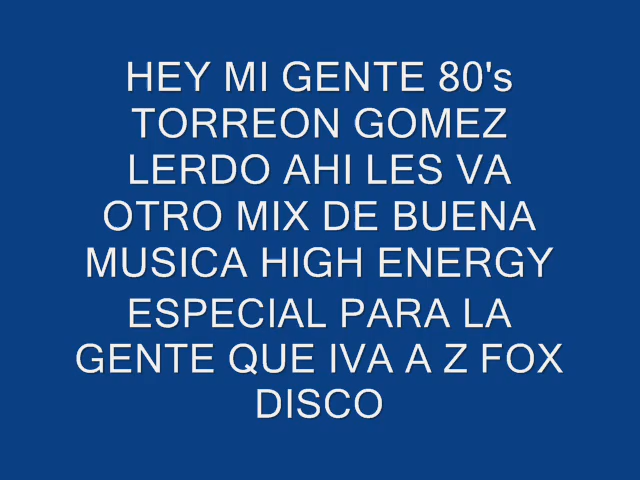 HEY MI GENTE 80's
TORREON GOMEZ
LERDO AHI LES VA
OTRO MIX DE BUENA
MUSICA HIGH ENERGY
ESPECIAL PARA LA
GENTE QUE IVA A Z FOX
DISCO